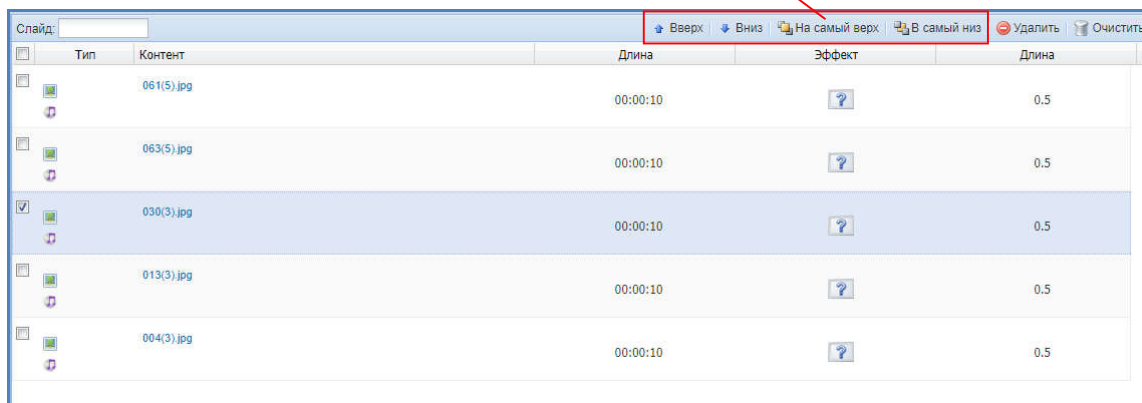 Слайд: Вверх Вниз На самый верх В самый низ Удалить Очистить
Тип Контент Длина Эффект Длина
061(5).jpg
00:00:10 ? 0.5
063(5).jpg
00:00:10 ? 0.5
030(3).jpg
00:00:10 ? 0.5
013(3).jpg
00:00:10 ? 0.5
004(3).jpg
00:00:10 ? 0.5